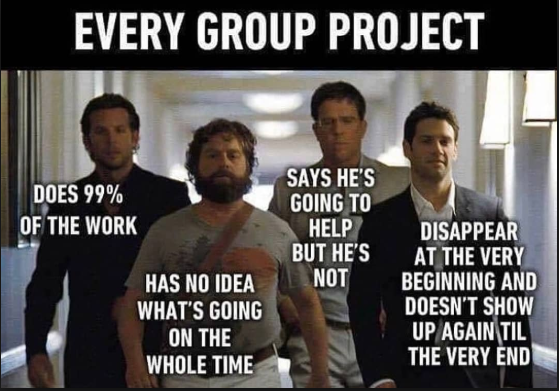 EVERY GROUP PROJECT
DOES 99%
OF THE WORK
HAS NO IDEA
WHAT'S GOING
ON THE
WHOLE TIME
SAYS HE'S
GOING TO
HELP
BUT HE'S
NOT
DISAPPEAR
AT THE VERY
BEGINNING AND
DOESN'T SHOW
UP AGAIN TIL
THE VERY END